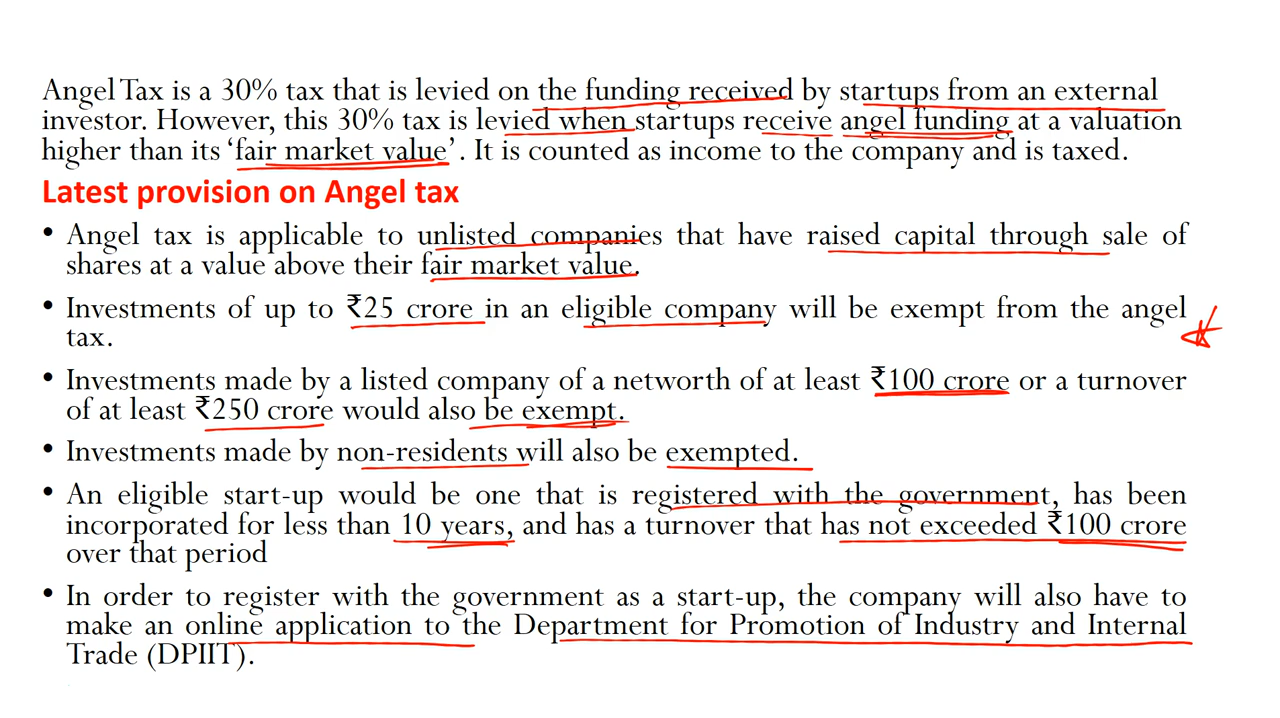 Angel Tax is a 30% tax that is levied on the funding received by startups from an external
investor. However, this 30% tax is levied when startups receive angel funding at a valuation
higher than its ‘fair market value’. It is counted as income to the company and is taxed.
Latest provision on Angel tax
• Angel tax is applicable to unlisted companies that have raised capital through sale of
shares at a value above their fair market value.
• Investments of up to ₹25 crore in an eligible company will be exempt from the angel
tax.
• Investments made by a listed company of a networth of at least ₹100 crore or a turnover
of at least ₹250 crore would also be exempt.
• Investments made by non-residents will also be exempted.
• An eligible start-up would be one that is registered with the government, has been
incorporated for less than 10 years, and has a turnover that has not exceeded ₹100 crore
over that period
• In order to register with the government as a start-up, the company will also have to
make an online application to the Department for Promotion of Industry and Internal
Trade (DPIIT).